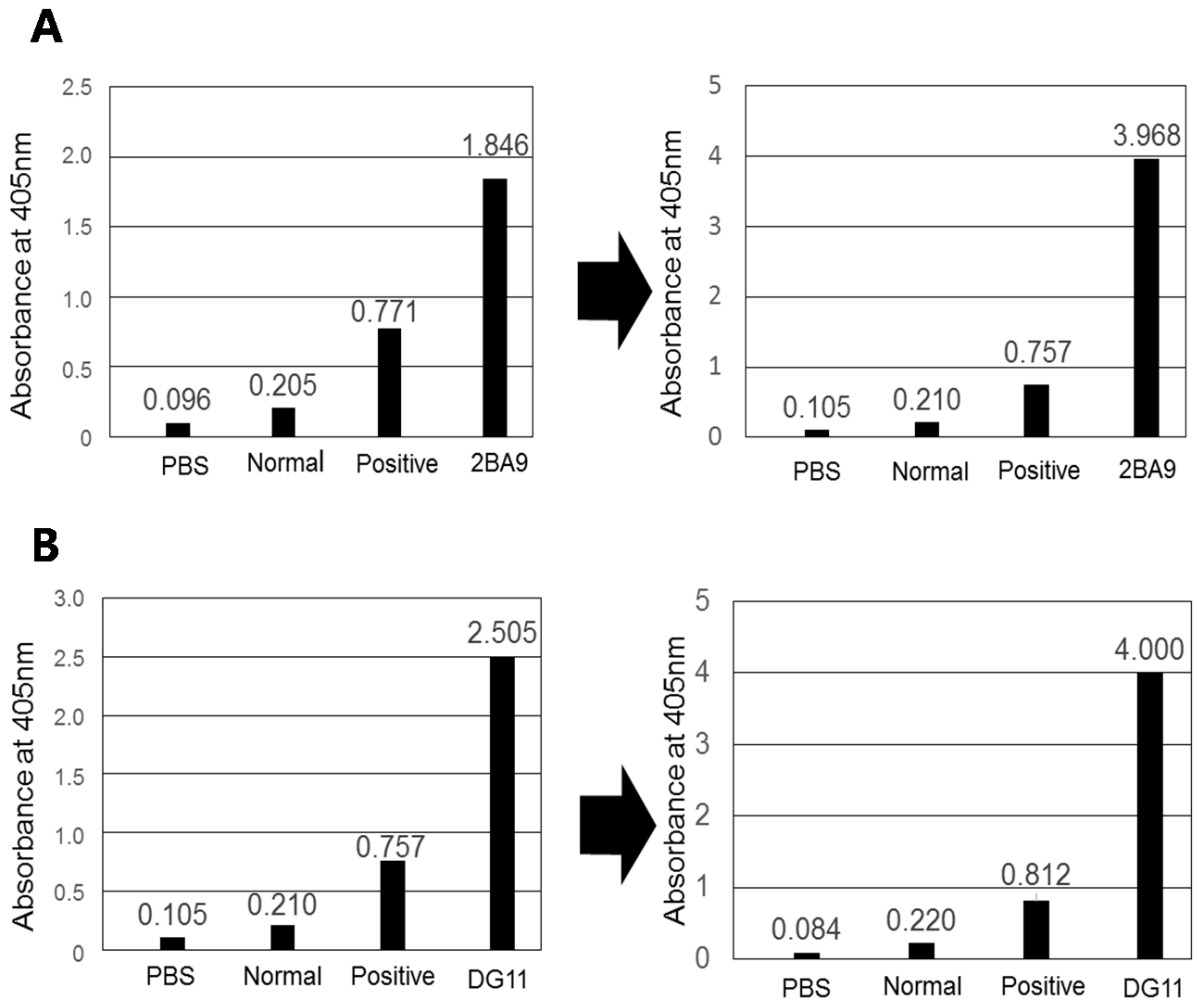 A
Absorbance at 405nm
2.5
2.0
1.5
1.0
0.5
0
0.096
0.205
0.771
1.846
PBS
Normal
Positive
2BA9
Absorbance at 405nm
5
4
3
2
1
0
0.105
0.210
0.757
3.968
PBS
Normal
Positive
2BA9
B
Absorbance at 405nm
3.0
2.5
2.0
1.5
1.0
0.5
0
0.105
0.210
0.757
2.505
PBS
Normal
Positive
DG11
Absorbance at 405nm
5
4
3
2
1
0
0.084
0.220
0.812
4.000
PBS
Normal
Positive
DG11